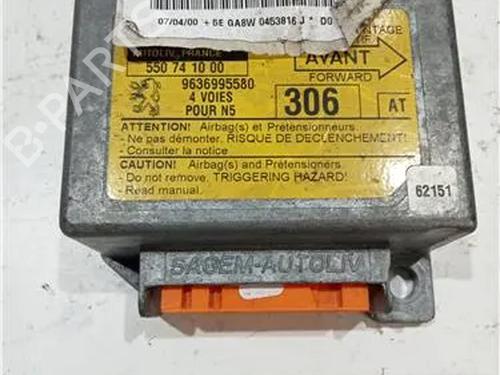 07/04/00 + 5E GA8W 0453816 J * 00
AUTOLIV, FRANCE
550 74 10 00
9636995580
4 VOIES
POUR N5
AVANT
FORWARD
306
AT
ATTENTION! Airbag(s) et Prétensionneurs.
- Ne pas démonter. RISQUE DE DECLENCHEMENT!
- Consulter la notice
CAUTION! Airbag(s) and Pretensioners.
- Do not remove. TRIGGERING HAZARD!
- Read manual.
62151
SAGEM-AUTOLIV
B-PARTS